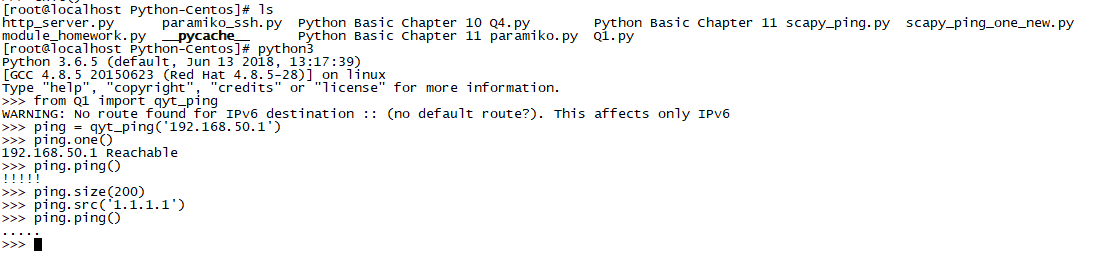 [root@localhost Python-Centos]# ls
http_server.py      paramiko_ssh.py  Python Basic Chapter 10 Q4.py        Python Basic Chapter 11 scapy_ping.py  scapy_ping_one_new.py
module_homework.py  __pycache__      Python Basic Chapter 11 paramiko.py  Q1.py
[root@localhost Python-Centos]# python3
Python 3.6.5 (default, Jun 13 2018, 13:17:39)
[GCC 4.8.5 20150623 (Red Hat 4.8.5-28)] on linux
Type "help", "copyright", "credits" or "license" for more information.
>>> from Q1 import qyt_ping
WARNING: No route found for IPv6 destination :: (no default route?). This affects only IPv6
>>> ping = qyt_ping('192.168.50.1')
>>> ping.one()
192.168.50.1 Reachable
>>> ping.ping()
!!!!!
>>> ping.size(200)
>>> ping.src('1.1.1.1')
>>> ping.ping()
.....
>>>